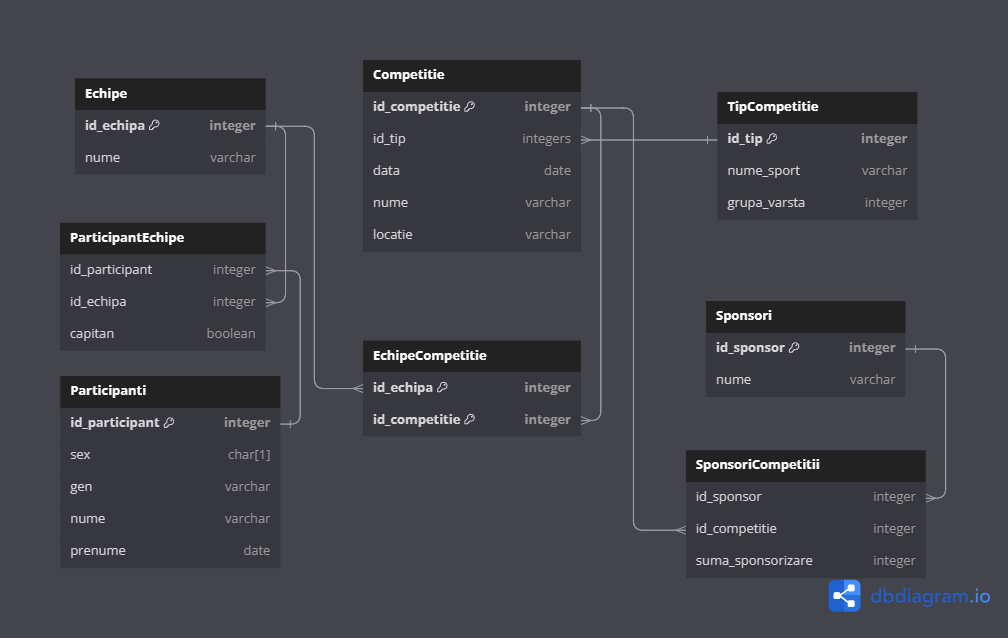 Echipe
id_echipa integer
nume varchar
ParticipantEchipe
id_participant integer
id_echipa integer
capitan boolean
Participanti
id_participant integer
sex char[1]
gen varchar
nume varchar
prenume date
Competitie
id_competitie integer
id_tip integers
data date
nume varchar
locatie varchar
EchipeCompetitie
id_echipa integer
id_competitie integer
TipCompetitie
id_tip integer
nume_sport varchar
grupa_varsta integer
Sponsori
id_sponsor integer
nume varchar
SponsoriCompetitii
id_sponsor integer
id_competitie integer
suma_sponsorizare integer
dbdiagram.io